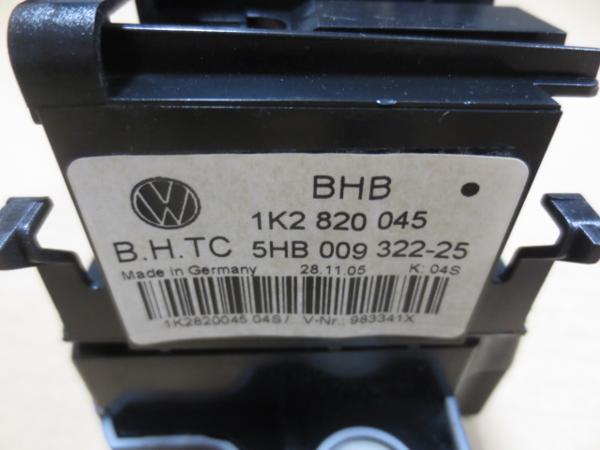 BHB
1K2 820 045
B.H.TC 5HB 009 322-25
Made in Germany 28.11.05 K: 04S
1K2820045 04S/ V-Nr.: 983341X